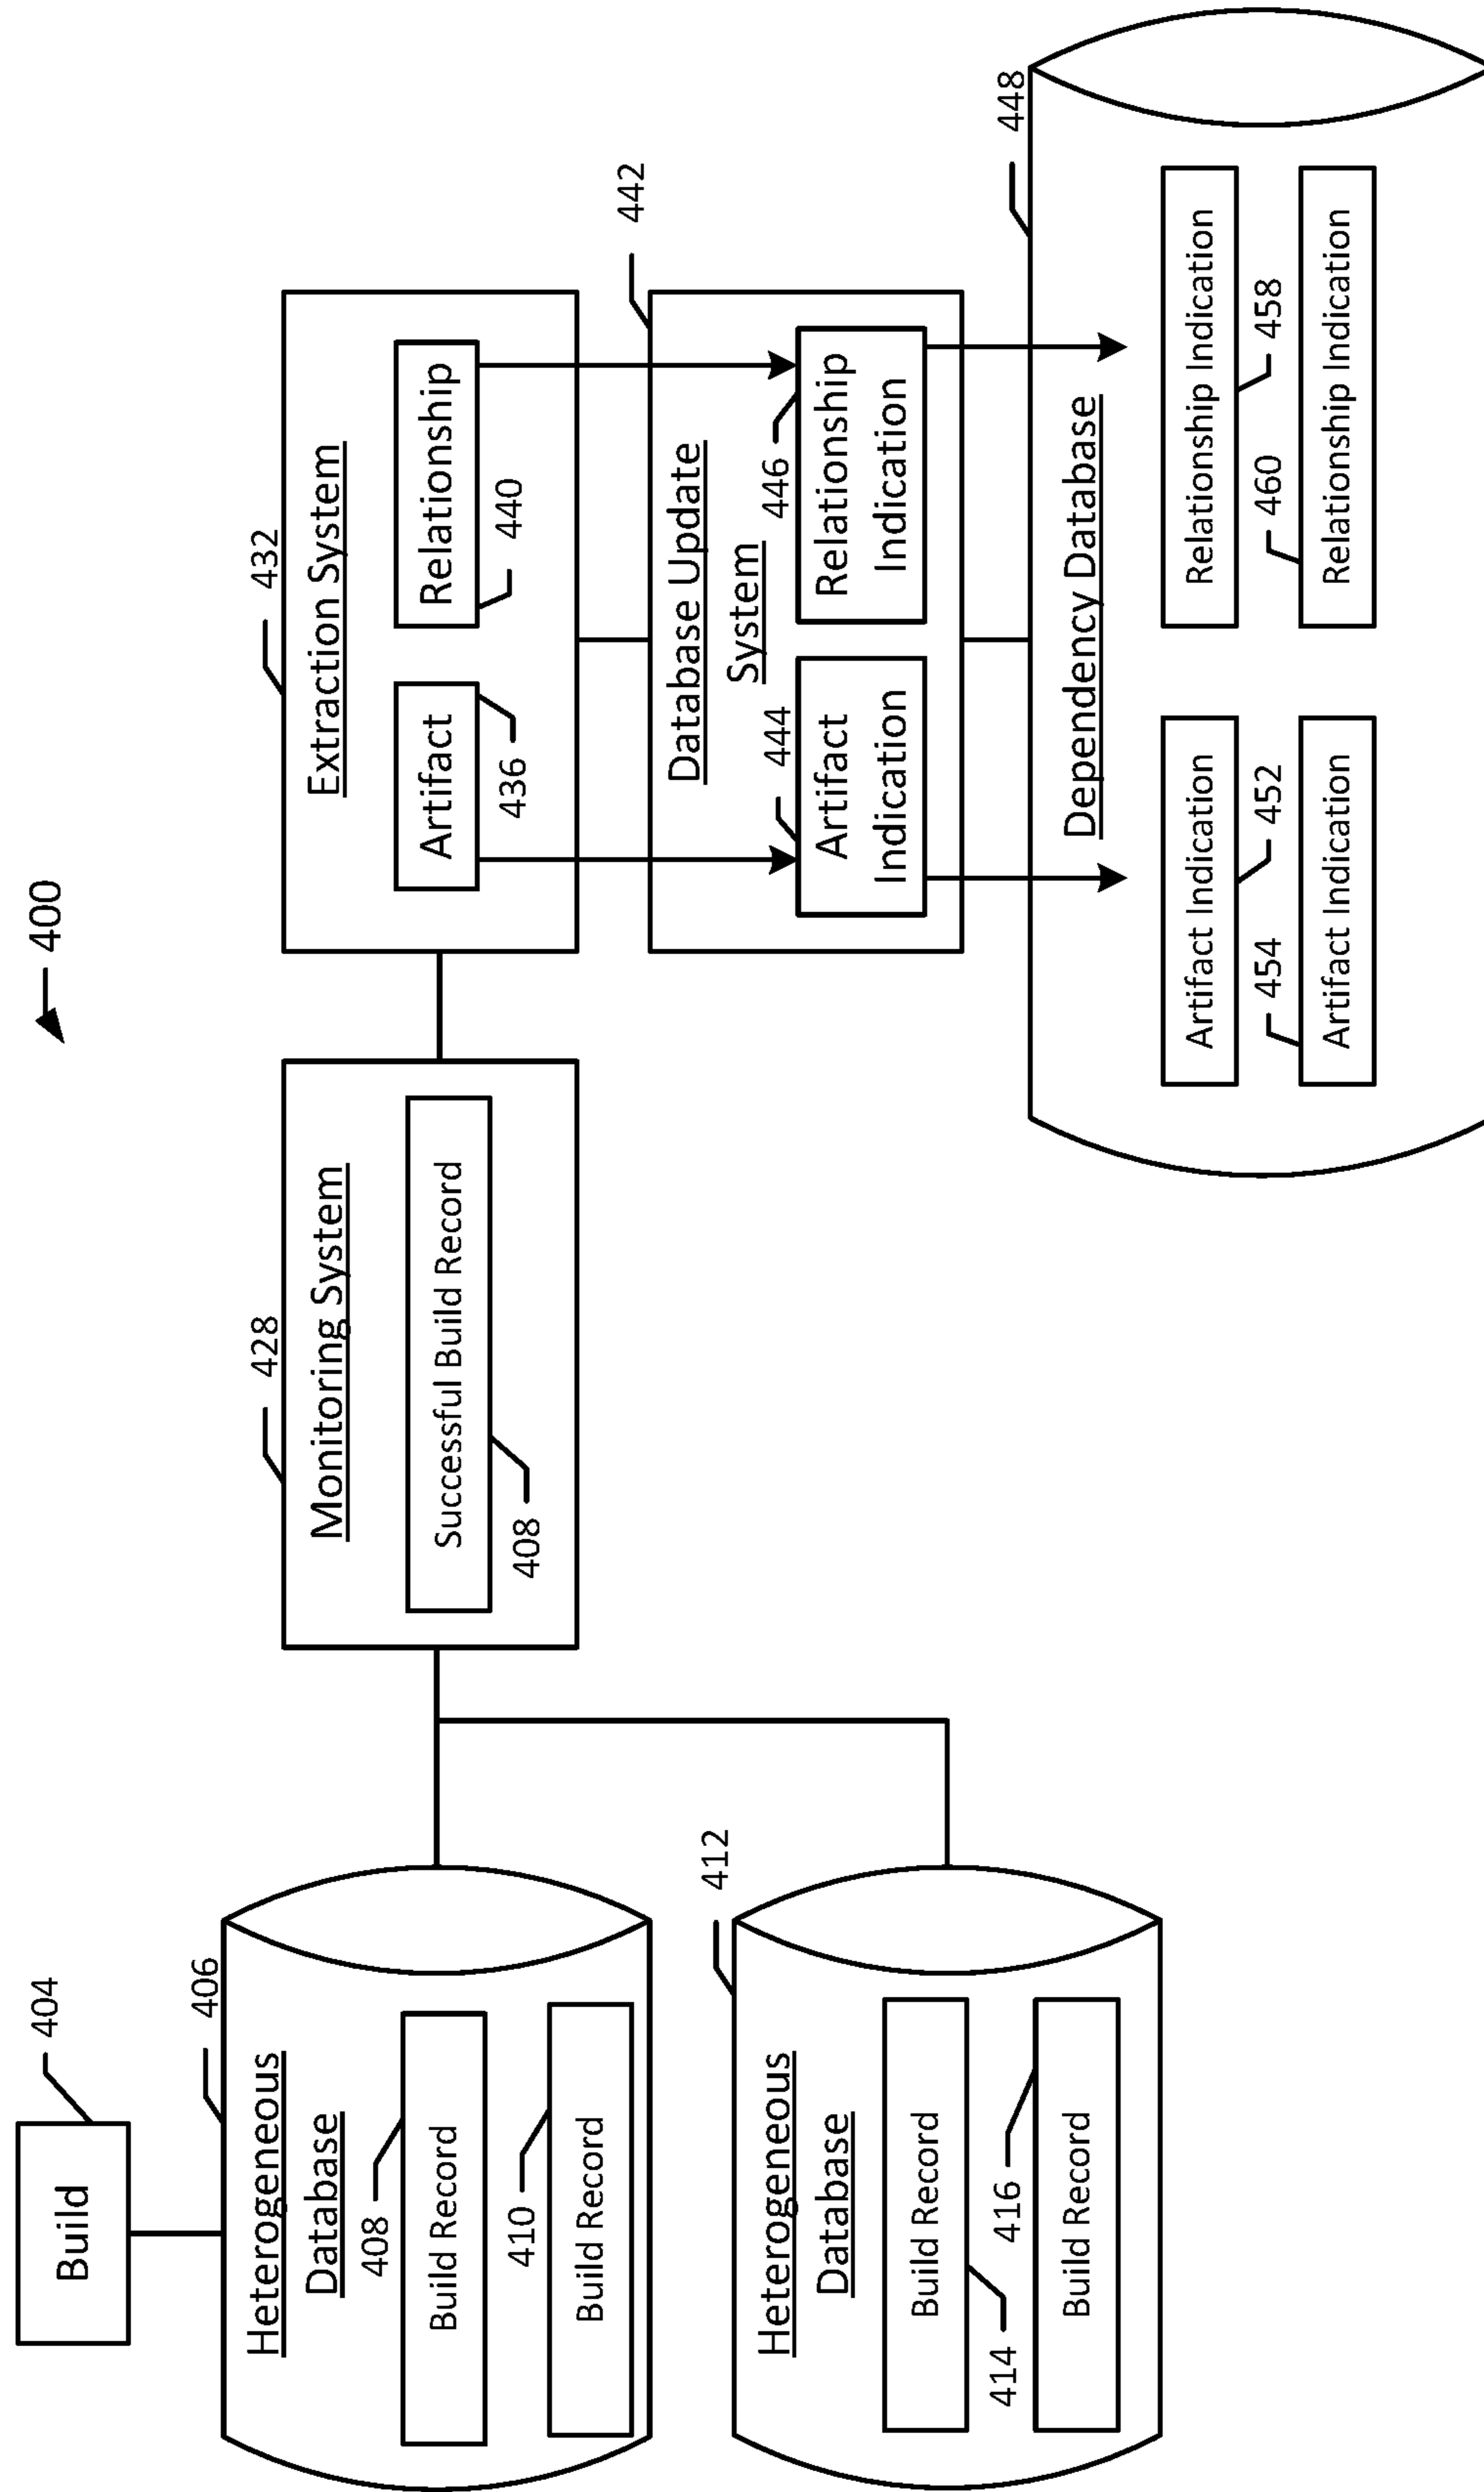 400
Build
404
Heterogeneous
Database
406
Build Record
408
Build Record
410
Heterogeneous
Database
412
Build Record
414
Build Record
416
Monitoring System
428
Successful Build Record
408
Extraction System
432
Artifact
436
Relationship
440
Database Update
System
442
Artifact
Indication
444
Relationship
Indication
446
Dependency Database
448
Artifact Indication
452
Artifact Indication
454
Relationship Indication
458
Relationship Indication
460